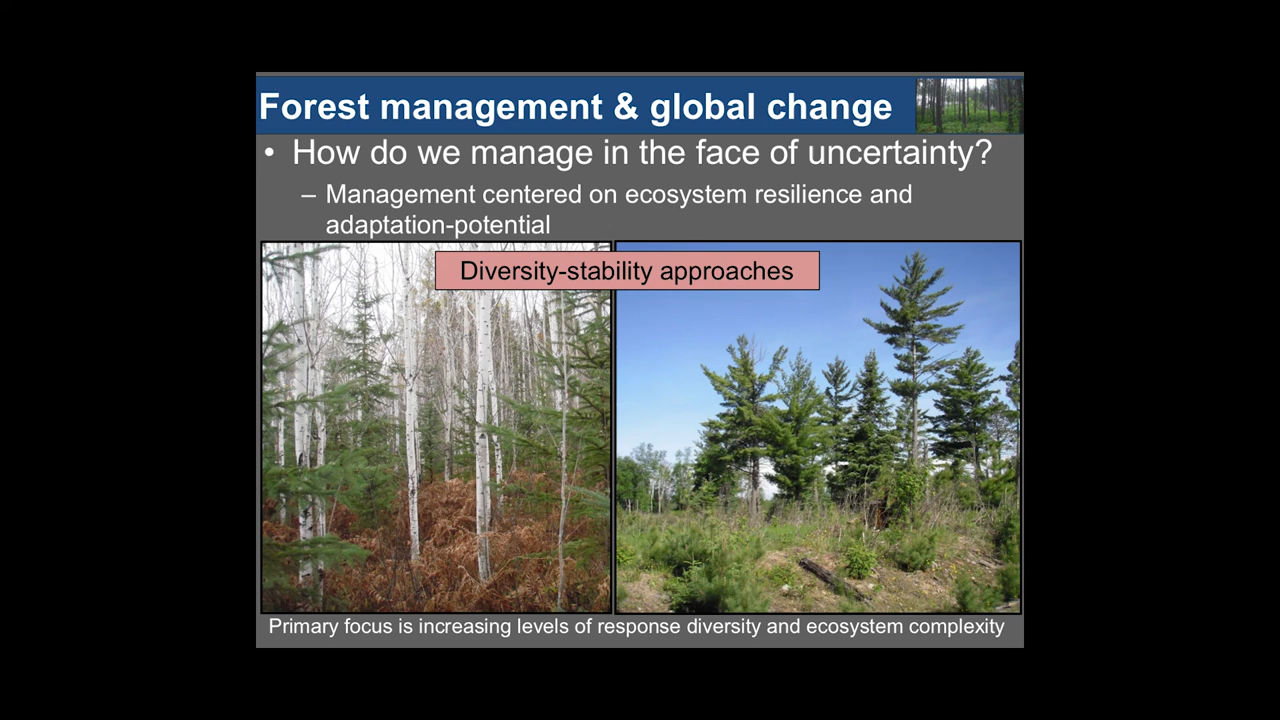 Forest management & global change
• How do we manage in the face of uncertainty?
– Management centered on ecosystem resilience and
adaptation-potential
Diversity-stability approaches
Primary focus is increasing levels of response diversity and ecosystem complexity